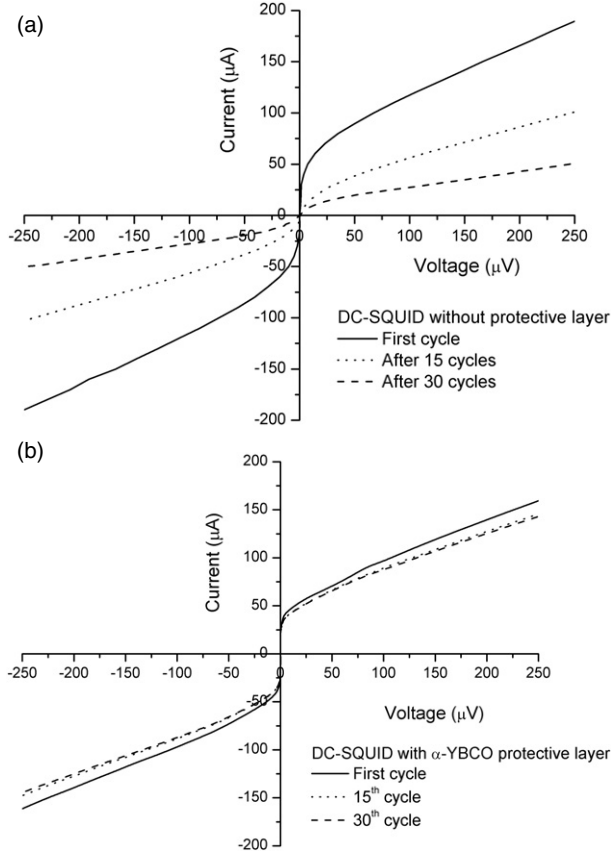 (a)
200
150
100
50
0
-50
-100
-150
-200
-250 -200 -150 -100 -50 0 50 100 150 200 250
Current (μA)
Voltage (μV)
DC-SQUID without protective layer
First cycle
After 15 cycles
After 30 cycles
(b)
200
150
100
50
0
-50
-100
-150
-200
-250 -200 -150 -100 -50 0 50 100 150 200 250
Current (μA)
Voltage (μV)
DC-SQUID with α-YBCO protective layer
First cycle
15th cycle
30th cycle